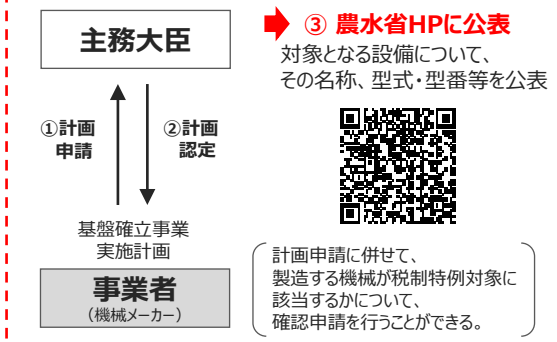 主務大臣
③ 農水省HPに公表
対象となる設備について、
その名称、型式・型番等を公表
①計画
申請
②計画
認定
基盤確立事業
実施計画
事業者
（機械メーカー）
計画申請に併せて、
製造する機械が税制特例対象に
該当するかについて、
確認申請を行うことができる。